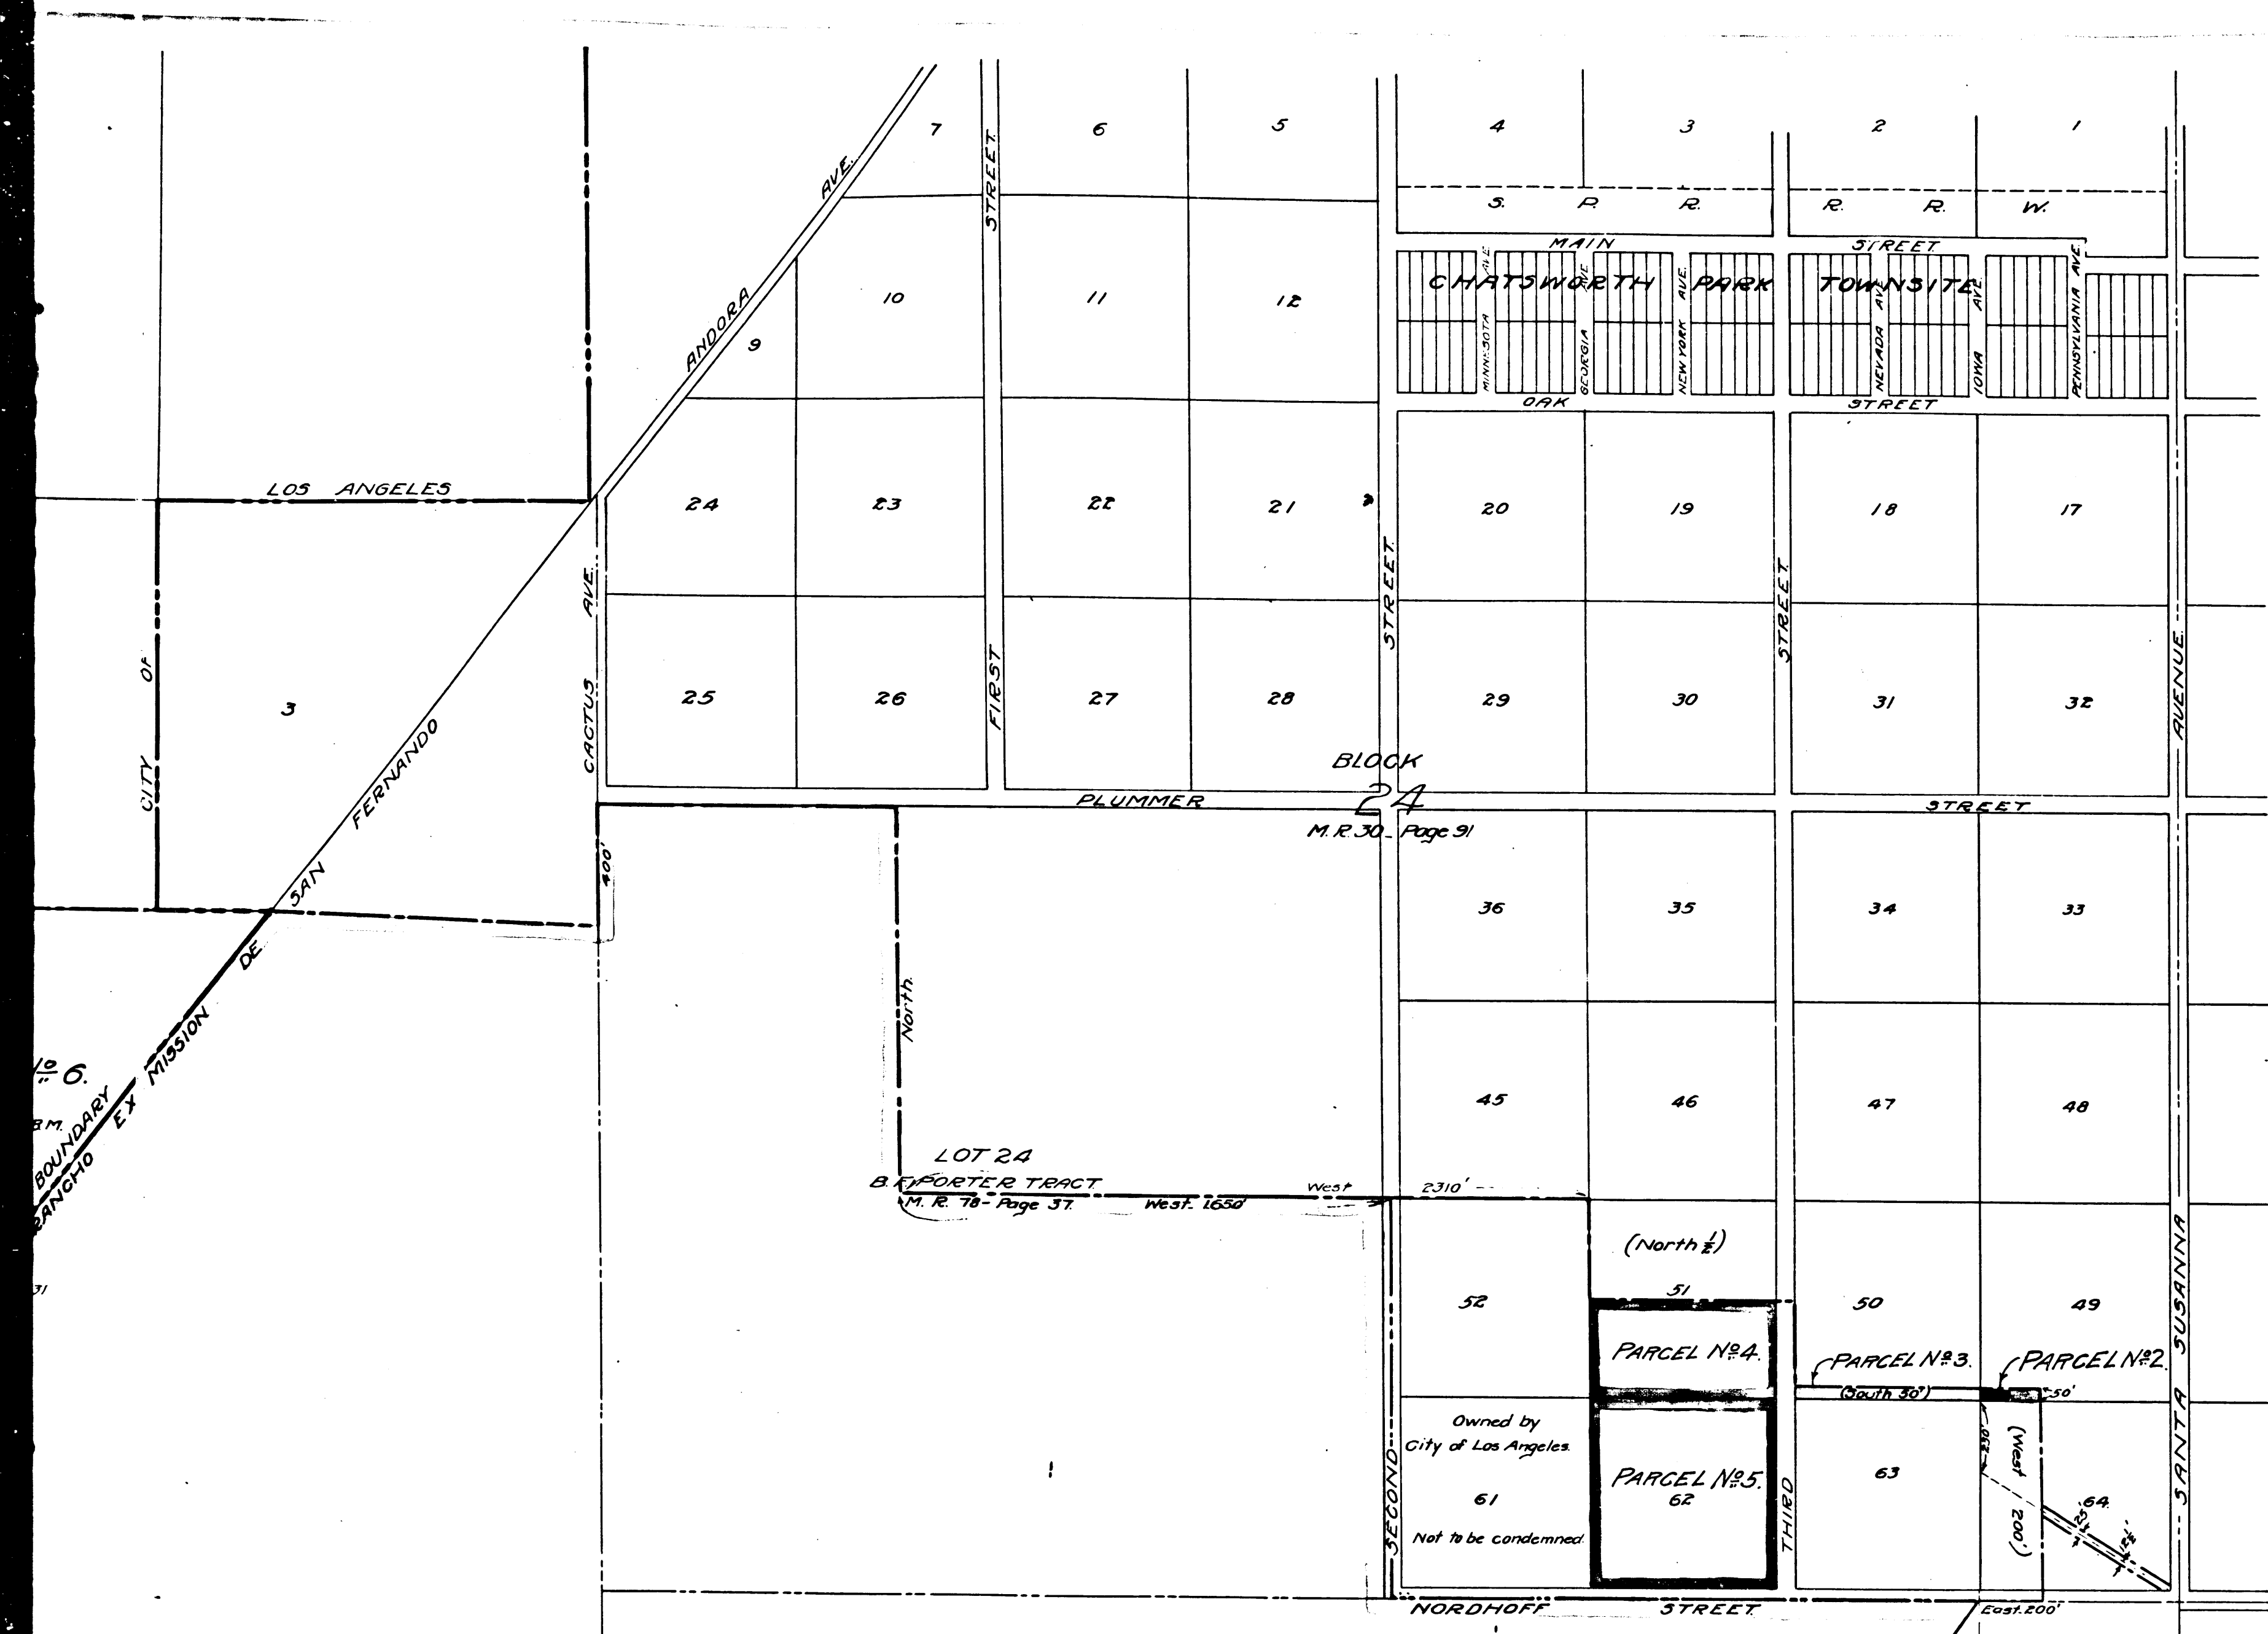 7
6
5
4
3
2
1
STREET.
AVE.
S. P. R. R. R. W.
MAIN STREET
CHATSWORTH PARK TOWNSITE
MINNESOTA AVE.
GEORGIA AVE
NEW YORK AVE.
NEVADA AVE.
IOWA AVE.
PENNSYLVANIA AVE.
10
11
12
ANDORA
9
OAK STREET
LOS ANGELES
24
23
22
21
20
19
18
17
CITY OF
3
CACTUS AVE.
FIRST
STREET.
STREET.
AVENUE
25
26
27
28
29
30
31
32
BLOCK
24
M. R. 30 - Page 91
PLUMMER STREET
400'
36
35
34
33
BOUNDARY
RANCHO EX MISSION DE SAN FERNANDO
6.
B.M.
31
North.
45
46
47
48
LOT 24
B. F. PORTER TRACT
M. R. 78 - Page 37.
West 1650'
West 2310'
(North ½)
51
52
50
49
PARCEL Nº 4.
PARCEL Nº 3.
PARCEL Nº 2.
(South 50')
50'
Owned by
City of Los Angeles.
61
Not to be condemned.
PARCEL Nº 5.
62
63
230'
(West 200')
64
25'
12½'
SECOND
THIRD
SANTA SUSANNA
NORDHOFF STREET
East. 200'